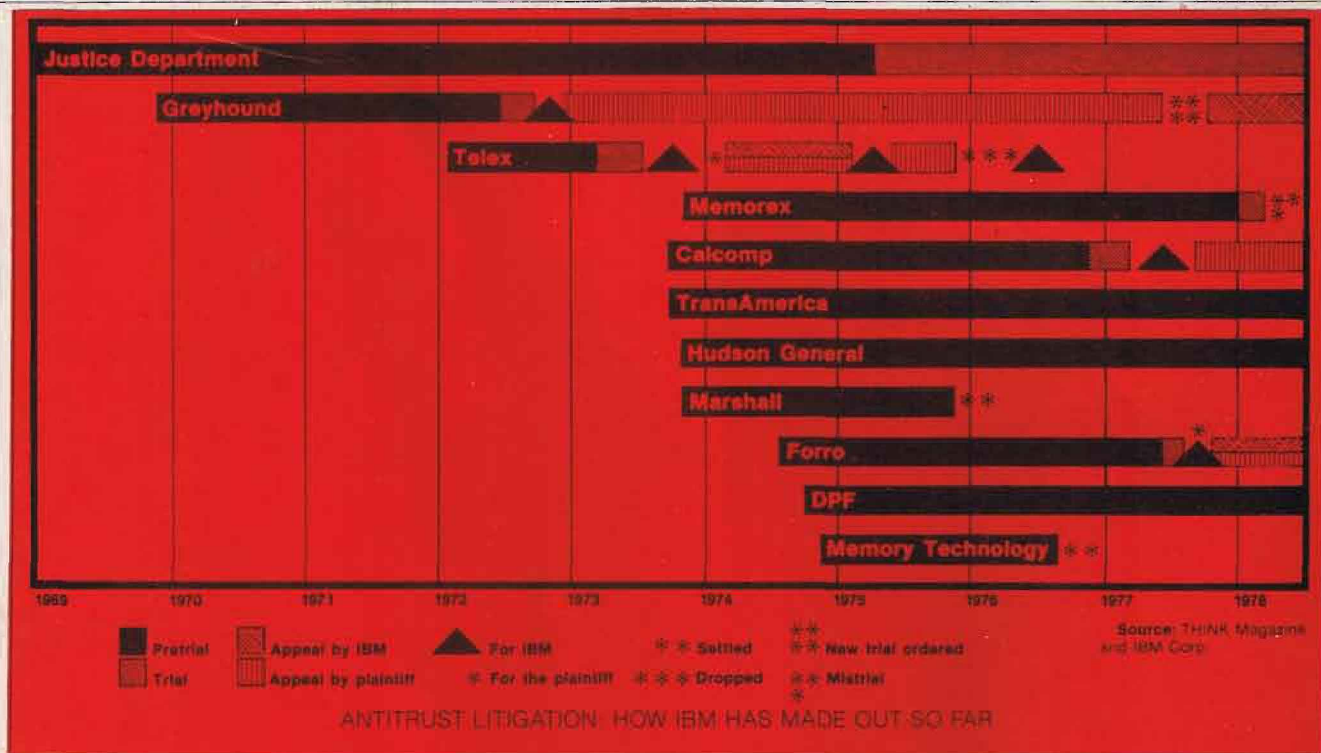 Justice Department
Greyhound
Telex
Memorex
Calcomp
TransAmerica
Hudson General
Marshall
Forro
DPF
Memory Technology
1969 1970 1971 1972 1973 1974 1975 1976 1977 1978
Pretrial Appeal by IBM For IBM ** Settled New trial ordered
Trial Appeal by plaintiff * For the plaintiff *** Dropped Mistrial
Source: THINK Magazine
and IBM Corp.
ANTITRUST LITIGATION: HOW IBM HAS MADE OUT SO FAR